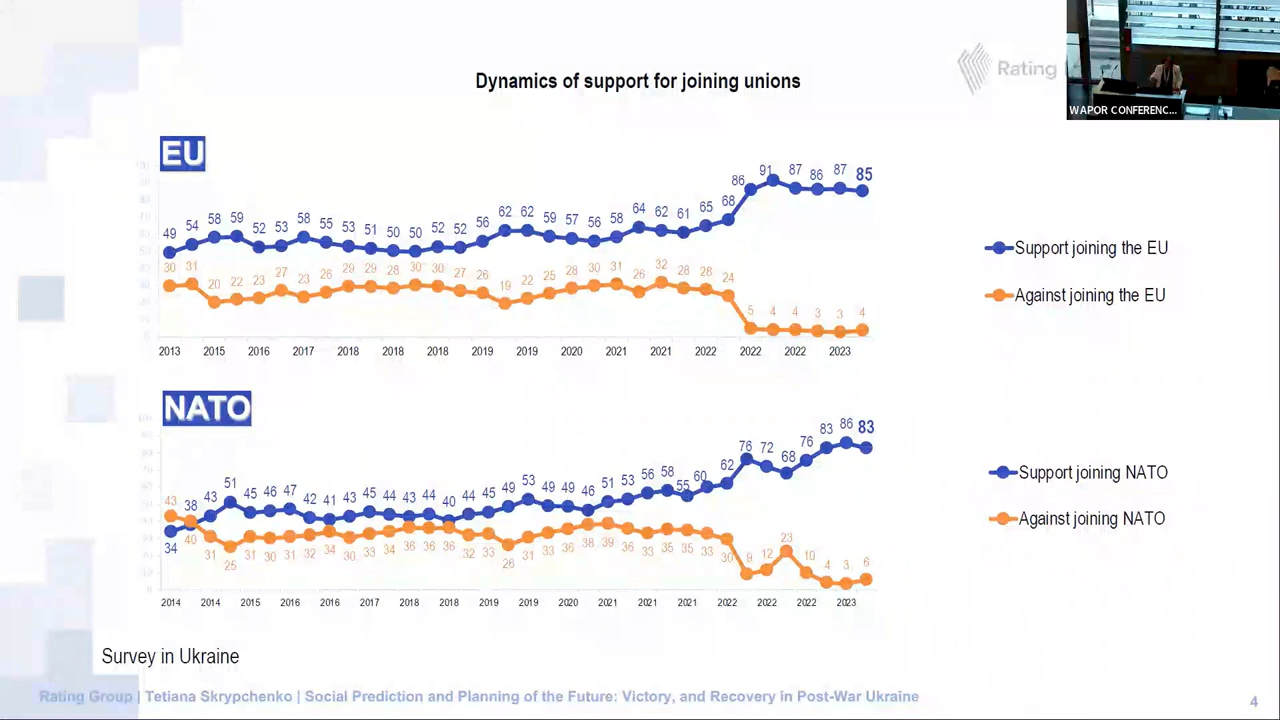 Dynamics of support for joining unions
Rating
WAPOR CONFERENC...
EU
86 91 87 86 87 85
49 54 58 59 52 53 58 55 53 51 50 50 52 52 56 62 62 59 57 56 58 64 62 61 65 68
30 31 20 22 23 27 23 26 29 29 28 30 30 27 26 19 22 25 28 30 31 26 32 28 28 24 5 4 4 3 3 4
2013 2015 2016 2017 2018 2018 2018 2019 2019 2020 2021 2021 2022 2022 2022 2023
Support joining the EU
Against joining the EU
NATO
34 38 43 51 45 46 47 42 41 43 45 44 43 44 40 44 45 49 53 49 49 46 51 53 56 58 55 60 62 76 72 68 76 83 86 83
43 40 31 25 31 30 31 32 34 30 33 34 36 36 36 32 33 26 31 33 36 38 39 36 33 35 35 33 30 9 12 23 10 4 3 6
2014 2014 2015 2016 2016 2017 2018 2018 2019 2019 2020 2021 2021 2021 2022 2022 2022 2023
Support joining NATO
Against joining NATO
Survey in Ukraine
Rating Group | Tetiana Skrypchenko | Social Prediction and Planning of the Future: Victory, and Recovery in Post-War Ukraine
4